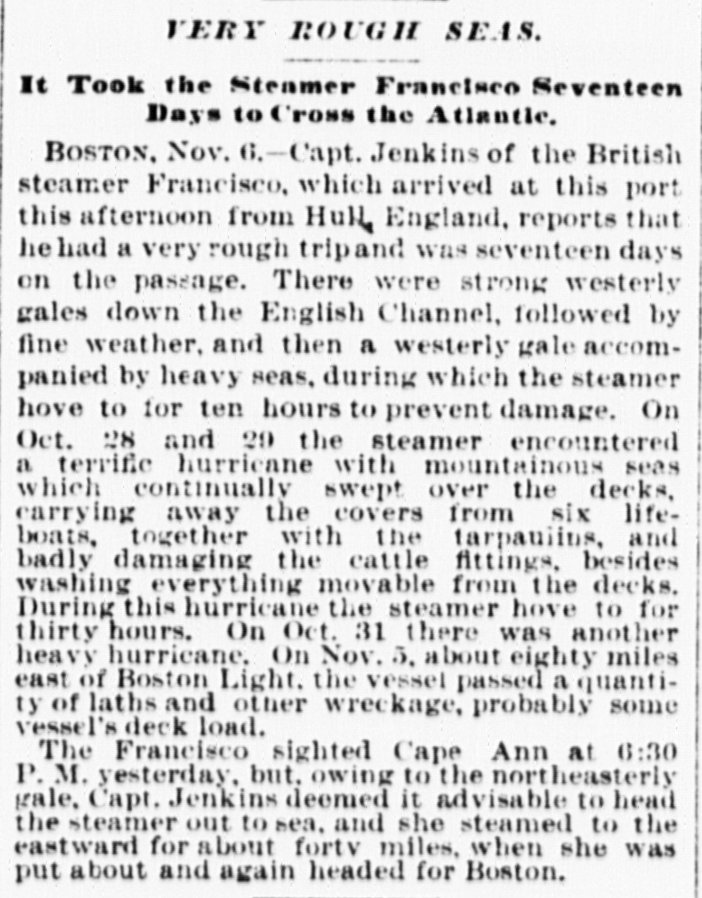 VERY ROUGH SEAS.
It Took the Steamer Francisco Seventeen
Days to Cross the Atlantic.
BOSTON, Nov. 6.—Capt. Jenkins of the British
steamer Francisco, which arrived at this port
this afternoon from Hull, England, reports that
he had a very rough trip and was seventeen days
on the passage. There were strong westerly
gales down the English Channel, followed by
fine weather, and then a westerly gale accom-
panied by heavy seas, during which the steamer
hove to for ten hours to prevent damage. On
Oct. 28 and 29 the steamer encountered
a terrific hurricane with mountainous seas
which continually swept over the decks,
carrying away the covers from six life-
boats, together with the tarpauiins, and
badly damaging the cattle fittings, besides
washing everything movable from the decks.
During this hurricane the steamer hove to for
thirty hours. On Oct. 31 there was another
heavy hurricane. On Nov. 5, about eighty miles
east of Boston Light, the vessel passed a quanti-
ty of laths and other wreckage, probably some
vessel's deck load.
The Francisco sighted Cape Ann at 6:30
P. M. yesterday, but, owing to the northeasterly
gale, Capt. Jenkins deemed it advisable to head
the steamer out to sea, and she steamed to the
eastward for about forty miles, when she was
put about and again headed for Boston.